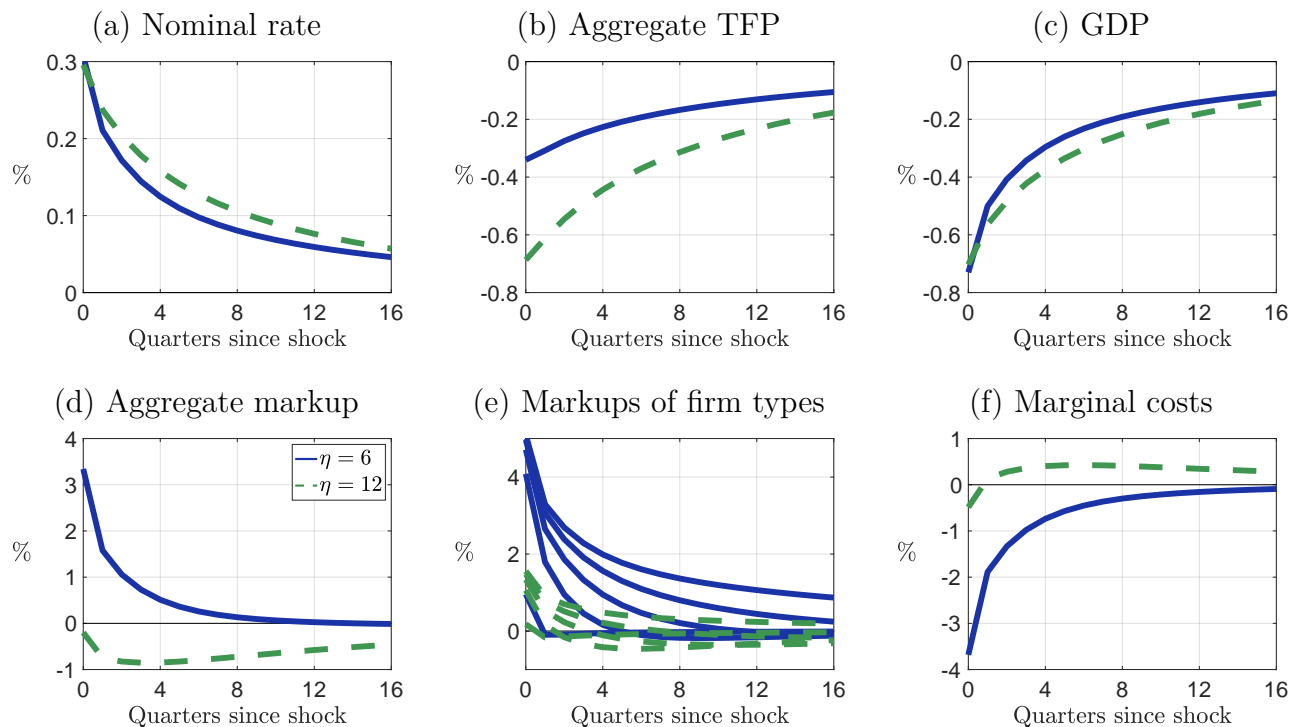 (a) Nominal rate
0.3
0.2
0.1
0
%
0 4 8 12 16
Quarters since shock
(b) Aggregate TFP
0
-0.2
-0.4
-0.6
-0.8
%
0 4 8 12 16
Quarters since shock
(c) GDP
0
-0.2
-0.4
-0.6
-0.8
%
0 4 8 12 16
Quarters since shock
(d) Aggregate markup
4
3
2
1
0
-1
%
η = 6
η = 12
0 4 8 12 16
Quarters since shock
(e) Markups of firm types
4
2
0
%
0 4 8 12 16
Quarters since shock
(f) Marginal costs
1
0
-1
-2
-3
-4
%
0 4 8 12 16
Quarters since shock